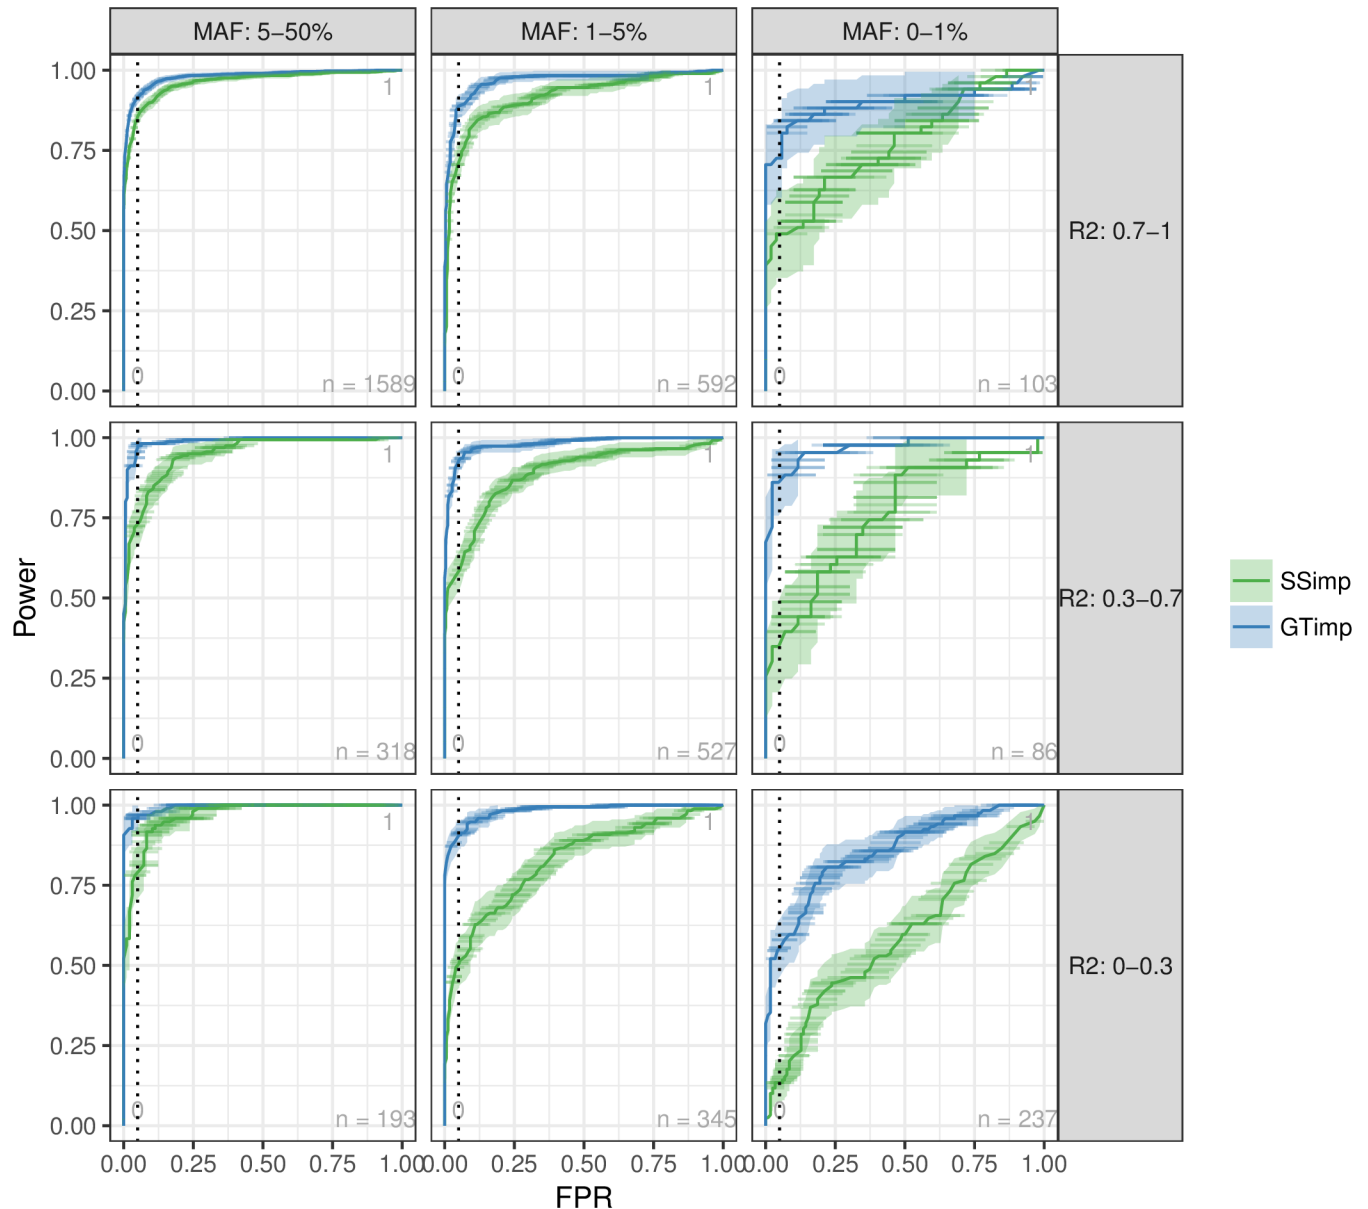 MAF: 5−50%
MAF: 1−5%
MAF: 0−1%
1.00
0.75
0.50
0.25
0.00
1
0
n = 1589
1
0
n = 592
1
0
n = 103
R2: 0.7−1
1.00
0.75
0.50
0.25
0.00
1
0
n = 318
1
0
n = 527
1
0
n = 86
R2: 0.3−0.7
1.00
0.75
0.50
0.25
0.00
1
0
n = 193
1
0
n = 345
1
0
n = 237
R2: 0−0.3
0.00 0.25 0.50 0.75 1.00
0.00 0.25 0.50 0.75 1.00
0.00 0.25 0.50 0.75 1.00
Power
FPR
SSimp
GTimp